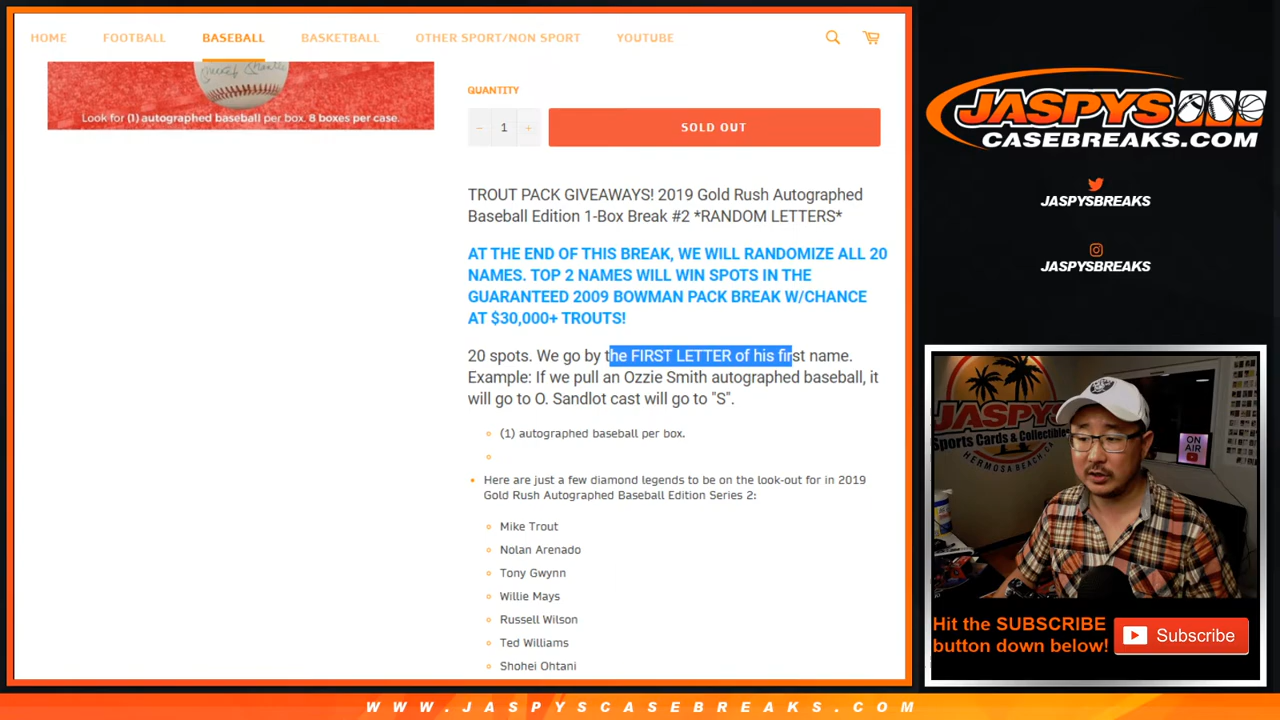 HOME FOOTBALL BASEBALL BASKETBALL OTHER SPORT/NON SPORT YOUTUBE
Look for (1) autographed baseball per box. 8 boxes per case.
QUANTITY
− 1 +
SOLD OUT
TROUT PACK GIVEAWAYS! 2019 Gold Rush Autographed
Baseball Edition 1-Box Break #2 *RANDOM LETTERS*
AT THE END OF THIS BREAK, WE WILL RANDOMIZE ALL 20
NAMES. TOP 2 NAMES WILL WIN SPOTS IN THE
GUARANTEED 2009 BOWMAN PACK BREAK W/CHANCE
AT $30,000+ TROUTS!
20 spots. We go by the FIRST LETTER of his first name.
Example: If we pull an Ozzie Smith autographed baseball, it
will go to O. Sandlot cast will go to "S".
(1) autographed baseball per box.
Here are just a few diamond legends to be on the look-out for in 2019
Gold Rush Autographed Baseball Edition Series 2:
Mike Trout
Nolan Arenado
Tony Gwynn
Willie Mays
Russell Wilson
Ted Williams
Shohei Ohtani
JASPYS
CASEBREAKS.COM
JASPYSBREAKS
JASPYSBREAKS
JASPYS
Sports Cards & Collectibles
HERMOSA BEACH, CA
ON
AIR
Hit the SUBSCRIBE
button down below!
Subscribe
WWW.JASPYSCASEBREAKS.COM